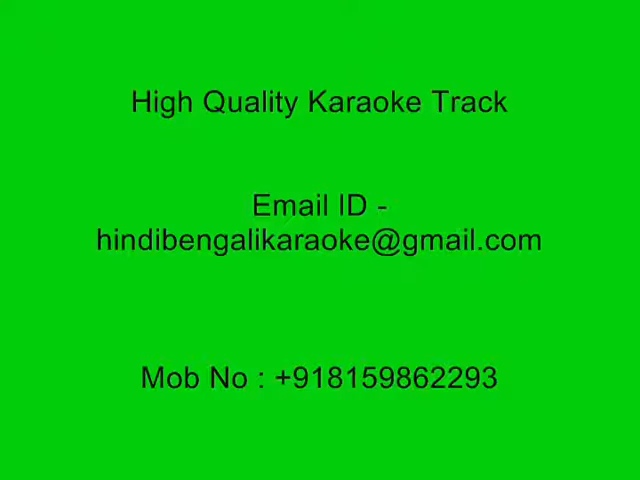 High Quality Karaoke Track
Email ID -
hindibengalikaraoke@gmail.com
Mob No : +918159862293